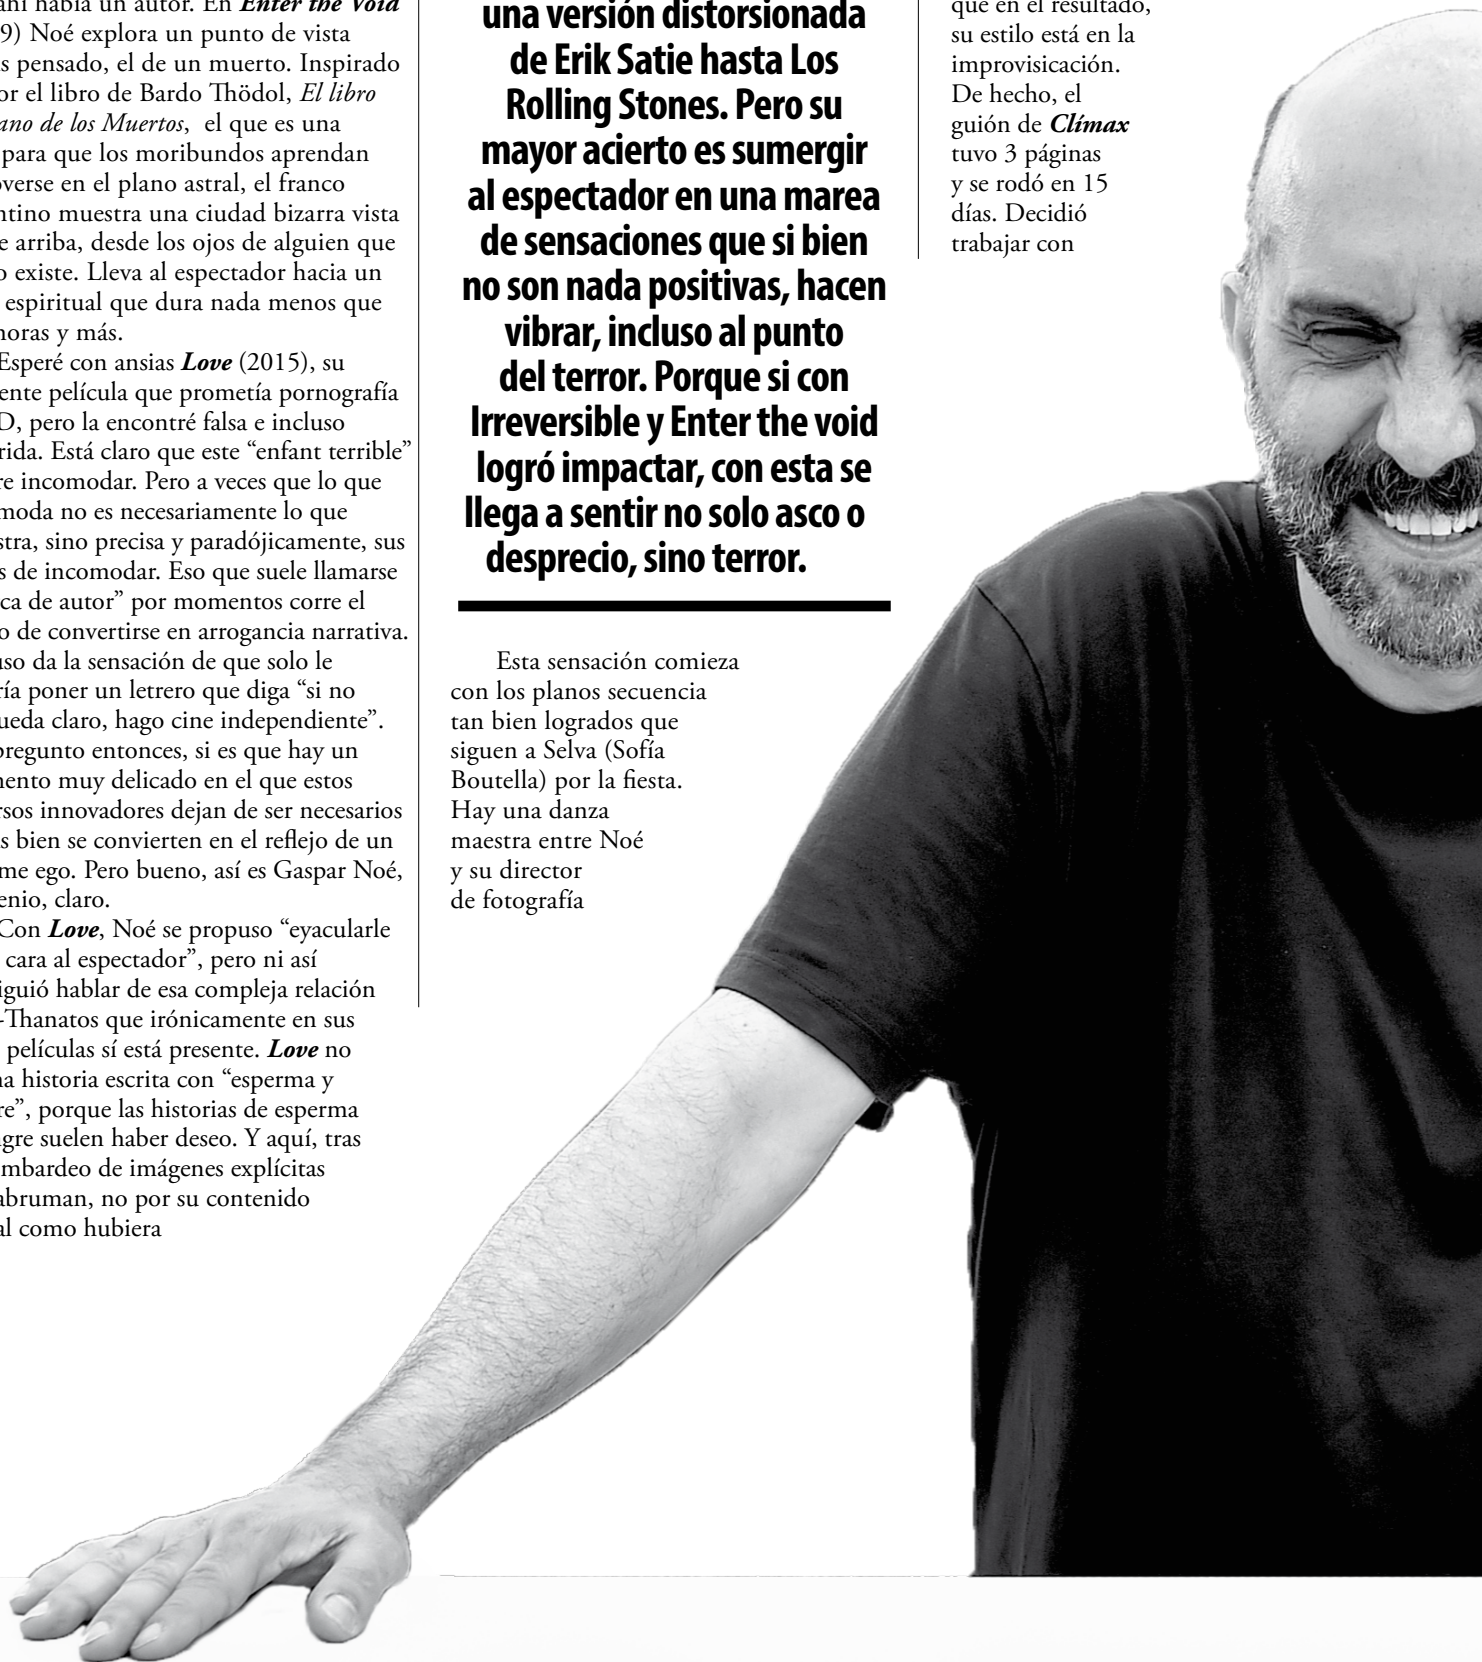 ahí había un autor. En Enter the Void
9) Noé explora un punto de vista
s pensado, el de un muerto. Inspirado
or el libro de Bardo Thödol, El libro
ano de los Muertos, el que es una
para que los moribundos aprendan
overse en el plano astral, el franco
ntino muestra una ciudad bizarra vista
e arriba, desde los ojos de alguien que
o existe. Lleva al espectador hacia un
espiritual que dura nada menos que
horas y más.
Esperé con ansias Love (2015), su
ente película que prometía pornografía
D, pero la encontré falsa e incluso
rida. Está claro que este “enfant terrible”
re incomodar. Pero a veces que lo que
moda no es necesariamente lo que
stra, sino precisa y paradójicamente, sus
s de incomodar. Eso que suele llamarse
ca de autor” por momentos corre el
o de convertirse en arrogancia narrativa.
uso da la sensación de que solo le
ría poner un letrero que diga “si no
ueda claro, hago cine independiente”.
pregunto entonces, si es que hay un
mento muy delicado en el que estos
rsos innovadores dejan de ser necesarios
s bien se convierten en el reflejo de un
me ego. Pero bueno, así es Gaspar Noé,
enio, claro.
Con Love, Noé se propuso “eyacularle
cara al espectador”, pero ni así
iguió hablar de esa compleja relación
-Thanatos que irónicamente en sus
películas sí está presente. Love no
na historia escrita con “esperma y
re”, porque las historias de esperma
ngre suelen haber deseo. Y aquí, tras
mbardeo de imágenes explícitas
abruman, no por su contenido
al como hubiera
una versión distorsionada
de Erik Satie hasta Los
Rolling Stones. Pero su
mayor acierto es sumergir
al espectador en una marea
de sensaciones que si bien
no son nada positivas, hacen
vibrar, incluso al punto
del terror. Porque si con
Irreversible y Enter the void
logró impactar, con esta se
llega a sentir no solo asco o
desprecio, sino terror.
Esta sensación comieza
con los planos secuencia
tan bien logrados que
siguen a Selva (Sofía
Boutella) por la fiesta.
Hay una danza
maestra entre Noé
y su director
de fotografía
que en el resultado,
su estilo está en la
improvisicación.
De hecho, el
guión de Clímax
tuvo 3 páginas
y se rodó en 15
días. Decidió
trabajar con